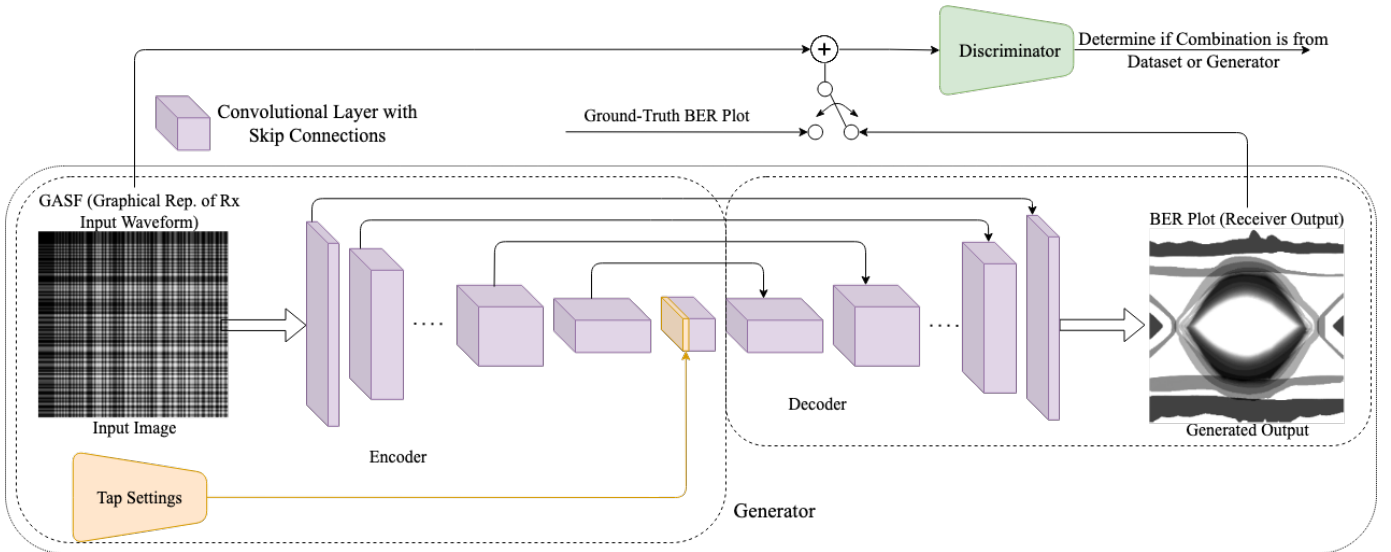 Discriminator
Determine if Combination is from
Dataset or Generator
Convolutional Layer with
Skip Connections
Ground-Truth BER Plot
GASF (Graphical Rep. of Rx
Input Waveform)
BER Plot (Receiver Output)
Input Image
Encoder
Decoder
Generated Output
Tap Settings
Generator